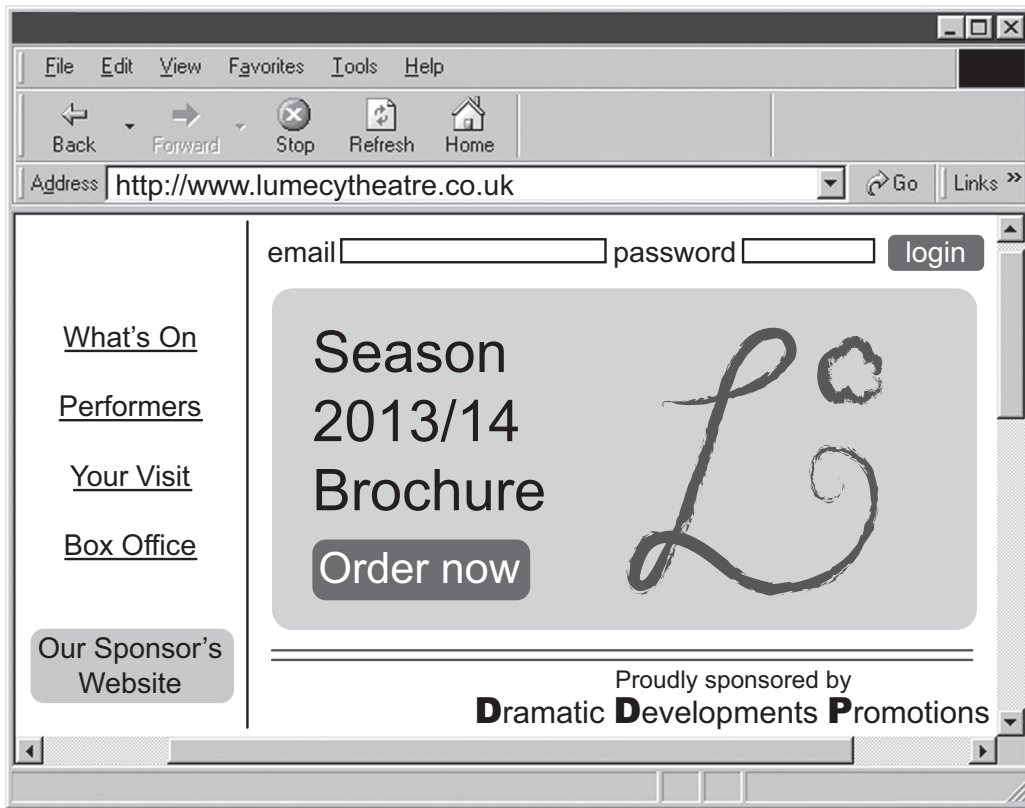 File Edit View Favorites Tools Help
Back Forward Stop Refresh Home
Address http://www.lumecytheatre.co.uk Go Links »
email password login
What's On
Performers
Your Visit
Box Office
Our Sponsor's
Website
Season
2013/14
Brochure
Order now
Proudly sponsored by
Dramatic Developments Promotions